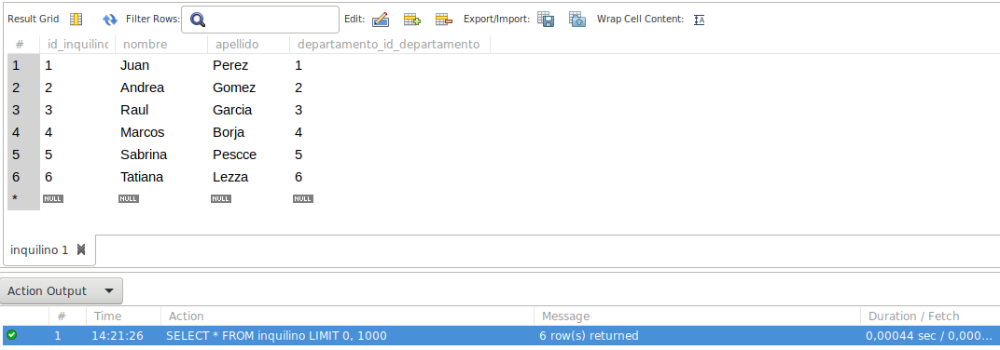 Result Grid Filter Rows: Edit: Export/Import: Wrap Cell Content:
# id_inquilino nombre apellido departamento_id_departamento
1 1 Juan Perez 1
2 2 Andrea Gomez 2
3 3 Raul Garcia 3
4 4 Marcos Borja 4
5 5 Sabrina Pescce 5
6 6 Tatiana Lezza 6
* NULL NULL NULL NULL
inquilino 1
Action Output
# Time Action Message Duration / Fetch
1 14:21:26 SELECT * FROM inquilino LIMIT 0, 1000 6 row(s) returned 0,00044 sec / 0,000...